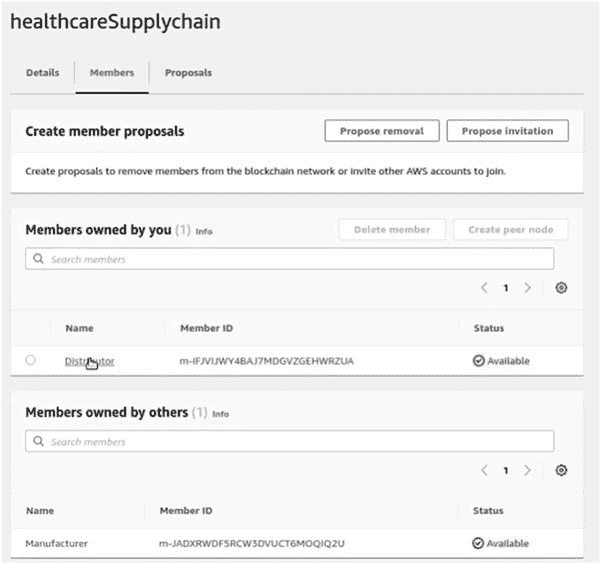 healthcareSupplychain
Details Members Proposals
Create member proposals Propose removal Propose invitation
Create proposals to remove members from the blockchain network or invite other AWS accounts to join.
Members owned by you (1) Info Delete member Create peer node
Search members
1
Name Member ID Status
Distributor m-IFJVIJWY4BAJ7MDGVZGEHWRZUA Available
Members owned by others (1) Info
Search members
1
Name Member ID Status
Manufacturer m-JADXRWDF5RCW3DVUCT6MOQIQ2U Available